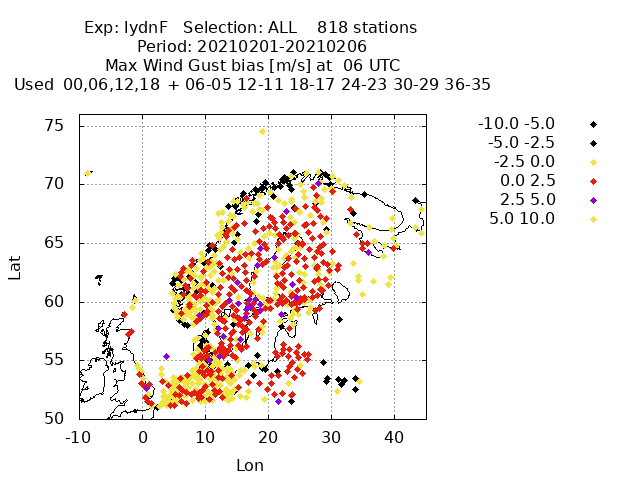 Exp: IydnF   Selection: ALL    818 stations
Period: 20210201-20210206
Max Wind Gust bias [m/s] at  06 UTC
Used  00,06,12,18  + 06-05 12-11 18-17 24-23 30-29 36-35
-10.0 -5.0
-5.0 -2.5
-2.5 0.0
0.0 2.5
2.5 5.0
5.0 10.0
75
70
65
60
55
50
Lat
-10 0 10 20 30 40
Lon